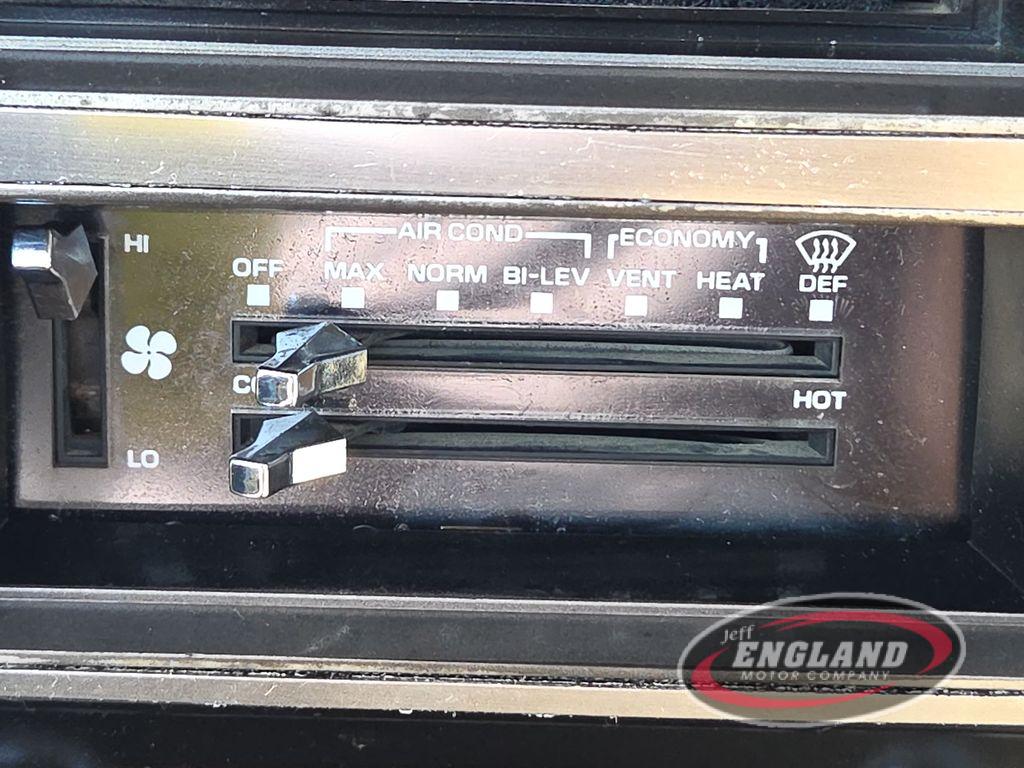 HI
AIR COND
ECONOMY
OFF MAX NORM BI-LEV VENT HEAT DEF
HOT
LO
Jeff
ENGLAND
MOTOR COMPANY